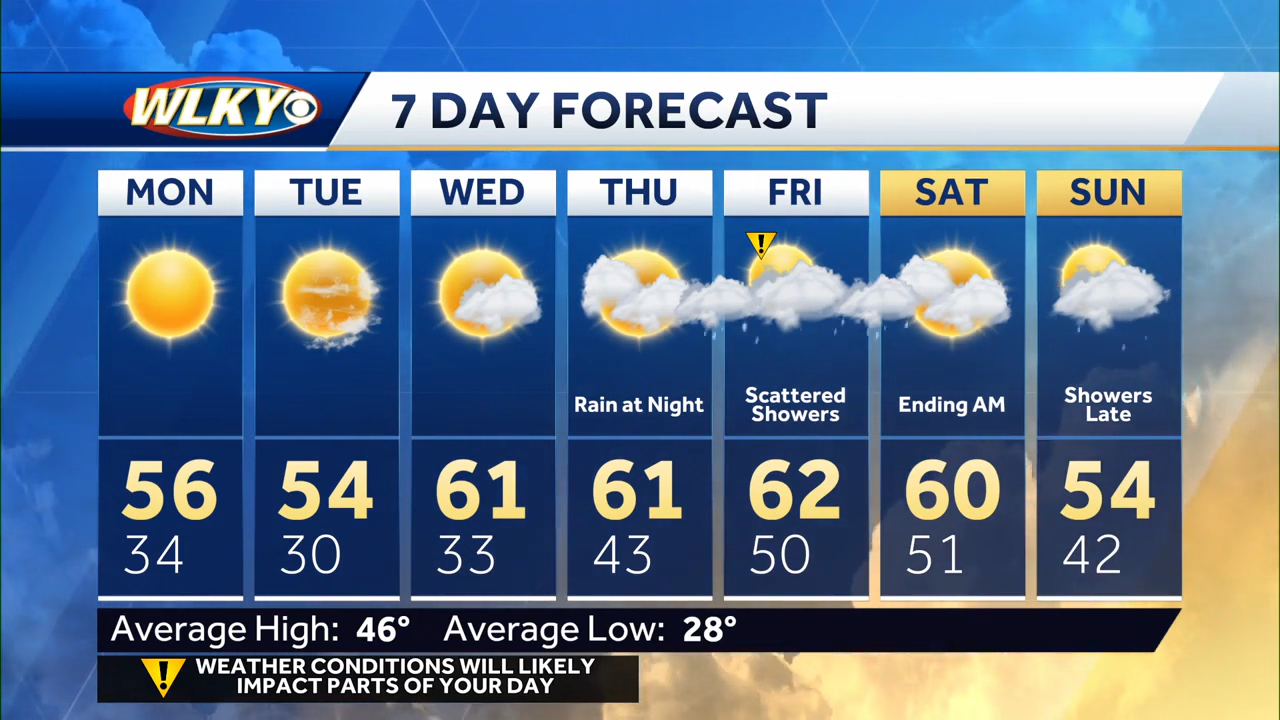 WLKY
7 DAY FORECAST
MON TUE WED THU FRI SAT SUN
!
Rain at Night
Scattered
Showers
Ending AM
Showers
Late
56 54 61 61 62 60 54
34 30 33 43 50 51 42
Average High: 46° Average Low: 28°
! WEATHER CONDITIONS WILL LIKELY
IMPACT PARTS OF YOUR DAY